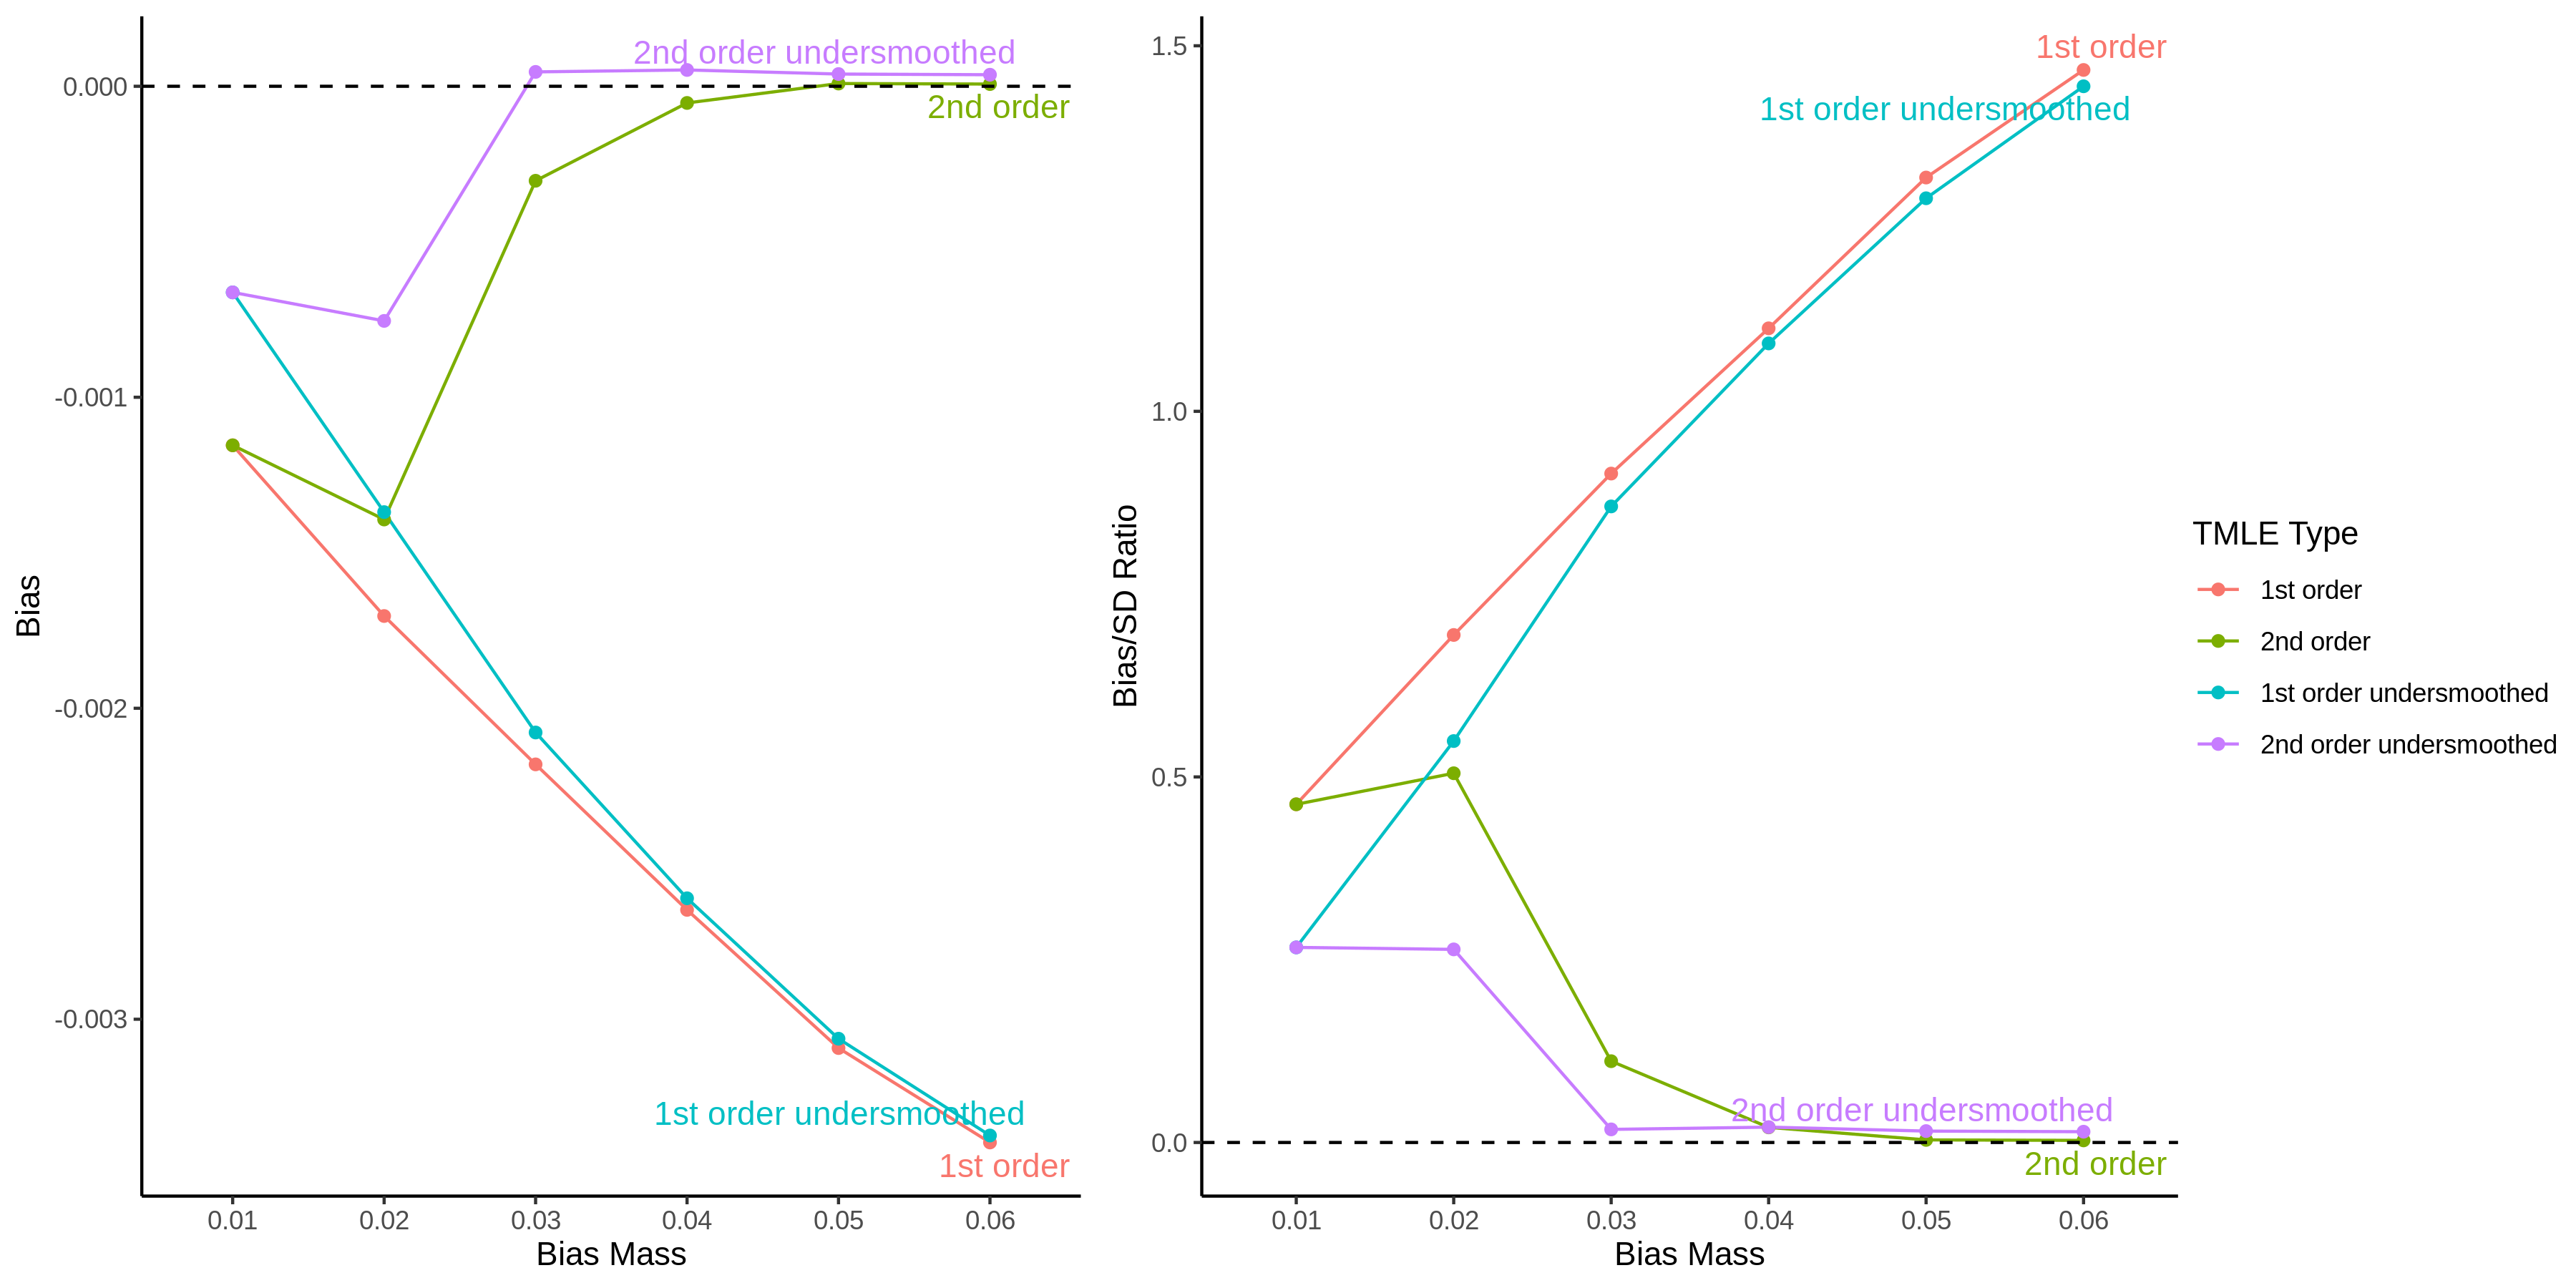 2nd order undersmoothed
0.000
2nd order
-0.001
Bias
-0.002
-0.003
1st order undersmoothed
1st order
0.01 0.02 0.03 0.04 0.05 0.06
Bias Mass
1.5
1st order
1st order undersmoothed
1.0
Bias/SD Ratio
0.5
2nd order undersmoothed
0.0
2nd order
0.01 0.02 0.03 0.04 0.05 0.06
Bias Mass
TMLE Type
1st order
2nd order
1st order undersmoothed
2nd order undersmoothed